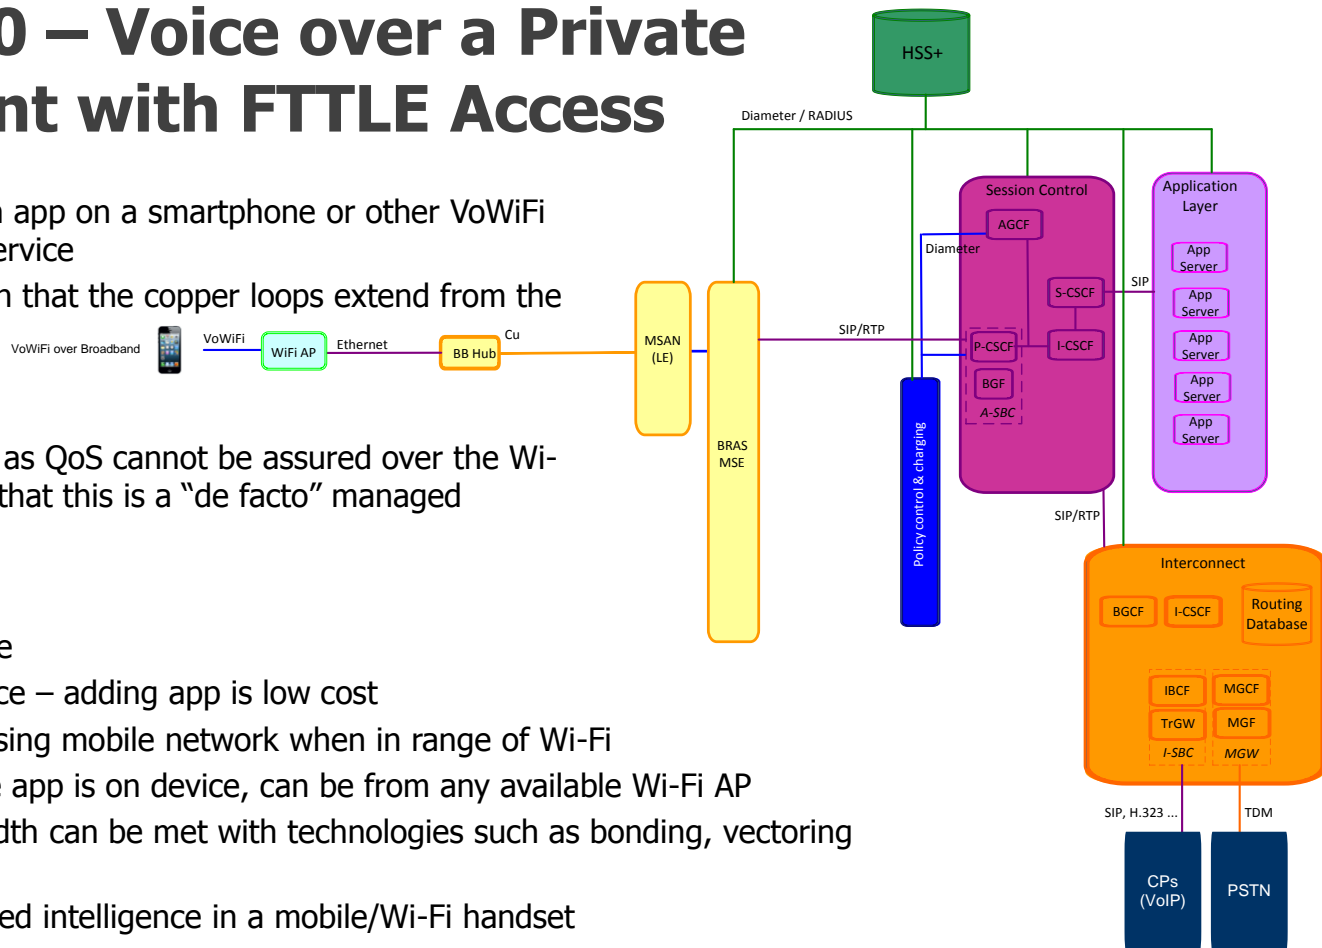 0 – Voice over a Private
nt with FTTLE Access
app on a smartphone or other VoWiFi
ervice
n that the copper loops extend from the
VoWiFi over Broadband
VoWiFi
WiFi AP
Ethernet
BB Hub
Cu
MSAN
(LE)
BRAS
MSE
as QoS cannot be assured over the Wi-
that this is a “de facto” managed
e
ce – adding app is low cost
sing mobile network when in range of Wi-Fi
e app is on device, can be from any available Wi-Fi AP
dth can be met with technologies such as bonding, vectoring
ed intelligence in a mobile/Wi-Fi handset
HSS+
Diameter / RADIUS
Session Control
AGCF
Diameter
S-CSCF
SIP
SIP/RTP
P-CSCF
I-CSCF
BGF
A-SBC
Policy control & charging
Application
Layer
App
Server
App
Server
App
Server
App
Server
App
Server
SIP/RTP
Interconnect
BGCF
I-CSCF
Routing
Database
IBCF
MGCF
TrGW
MGF
I-SBC
MGW
SIP, H.323 ...
TDM
CPs
(VoIP)
PSTN